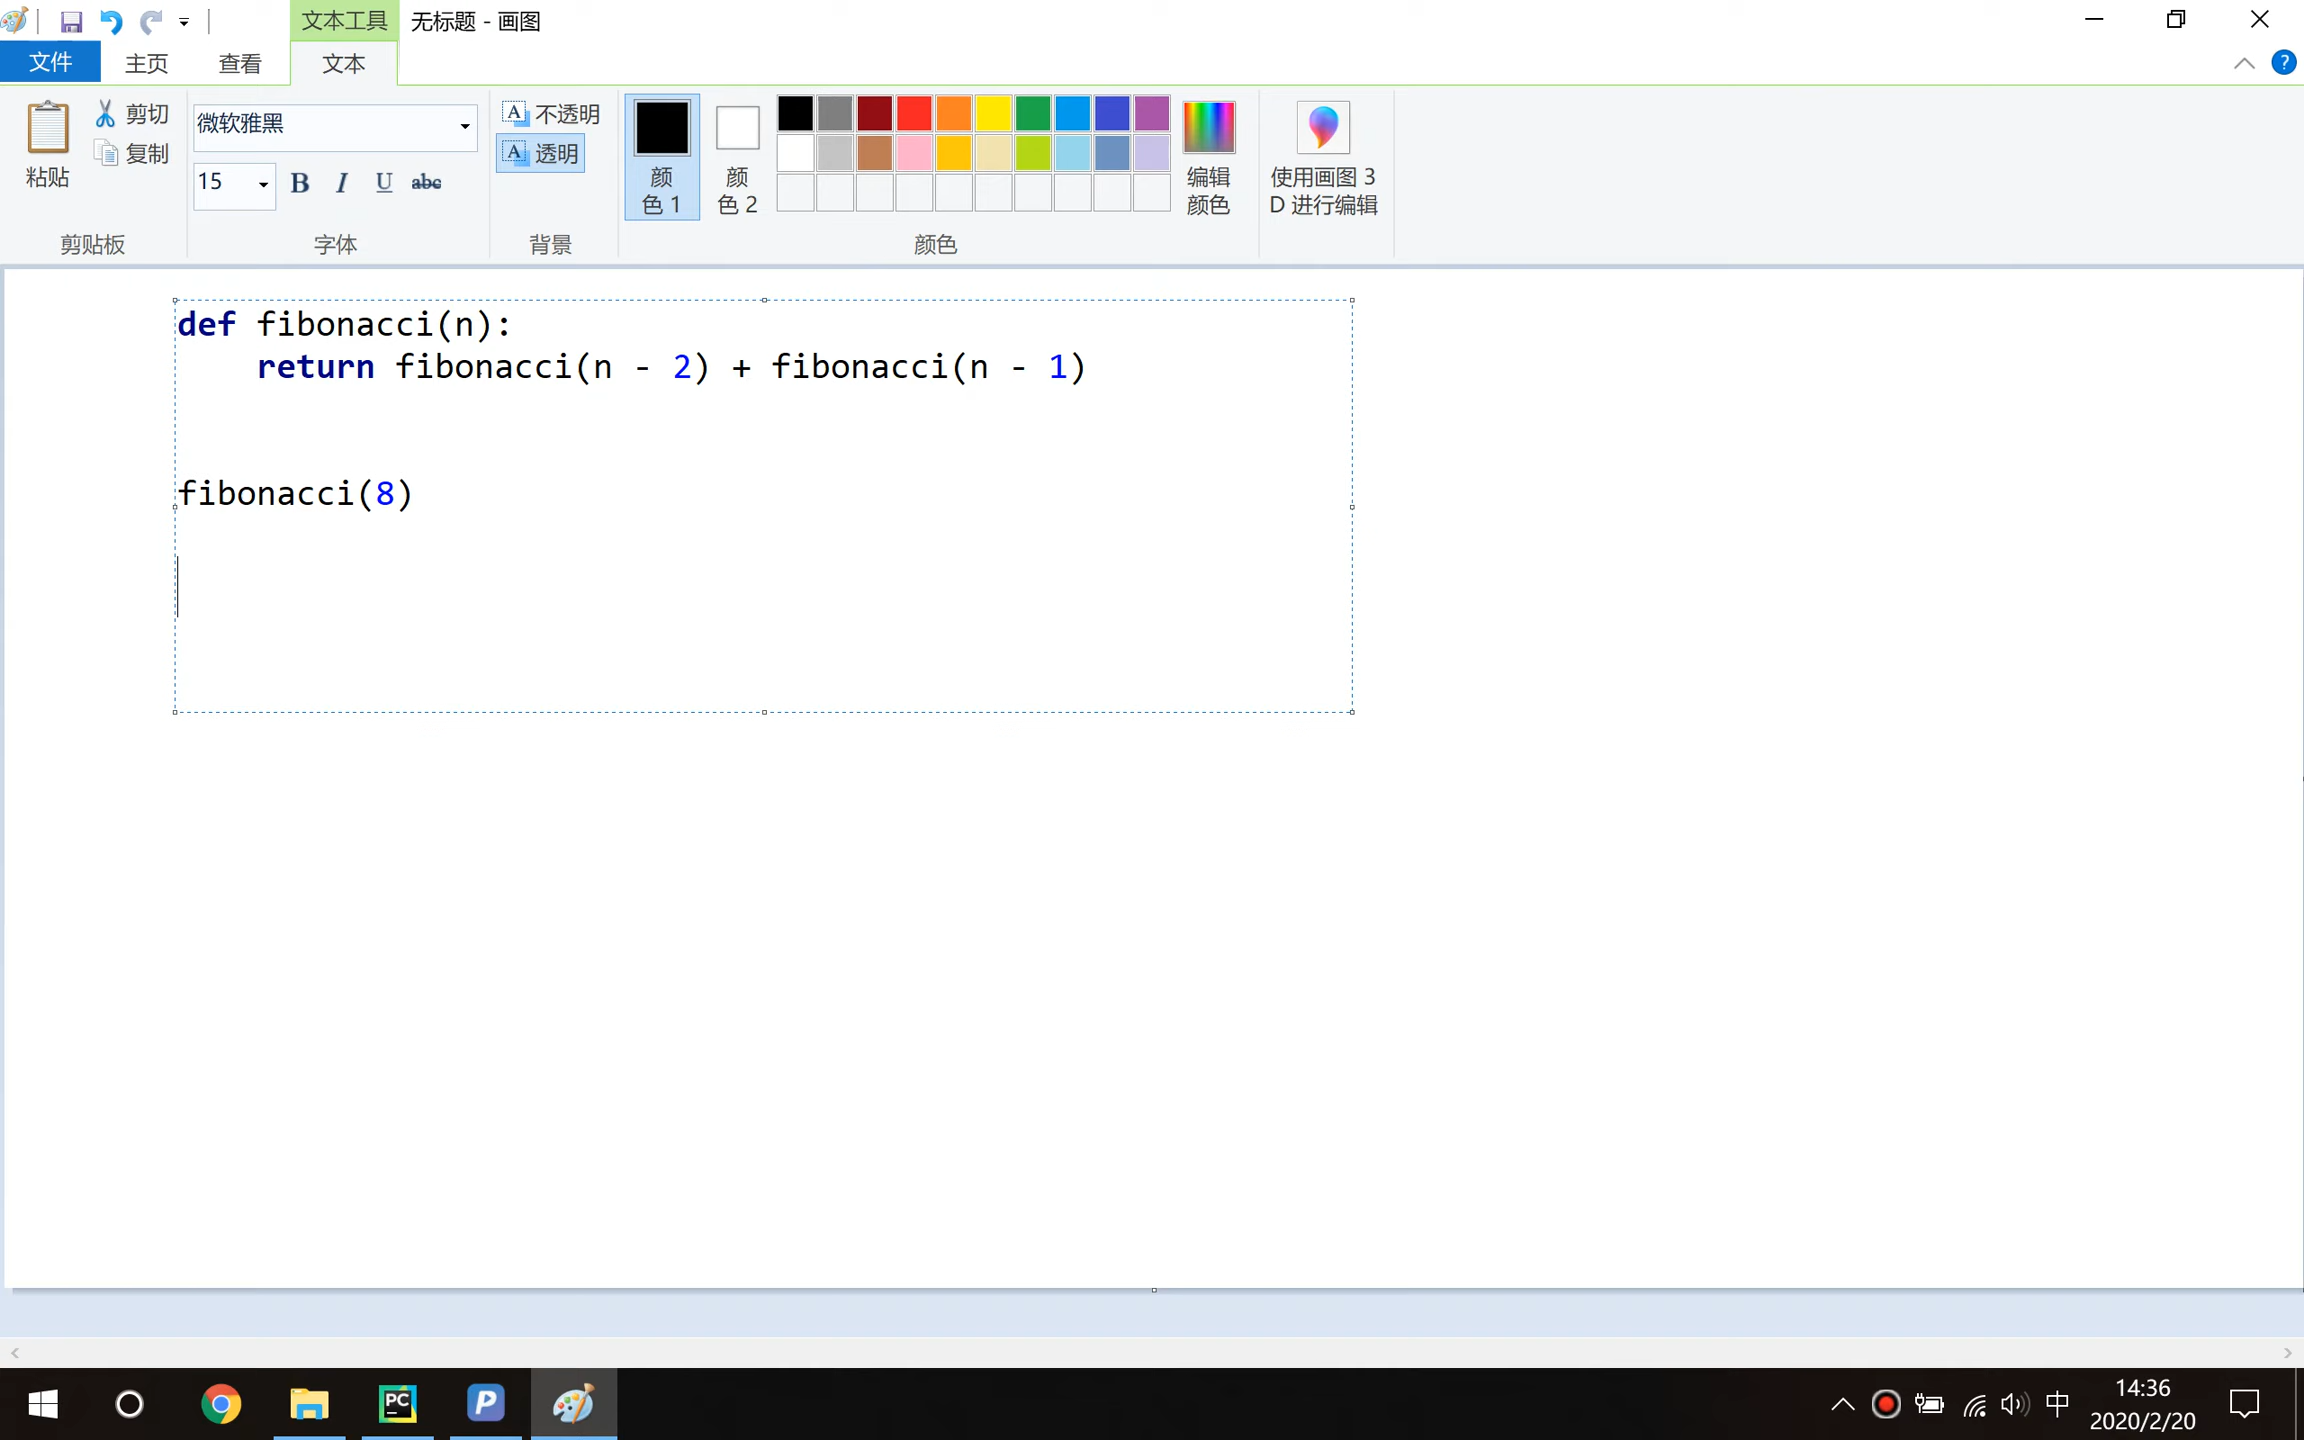 文本工具 无标题 - 画图
文件 主页 查看 文本
粘贴 剪切 复制
剪贴板
微软雅黑
15 B I U abc
字体
A 不透明
A 透明
背景
颜色 1
颜色 2
颜色
编辑颜色
使用画图 3D 进行编辑
?
def fibonacci(n):
return fibonacci(n - 2) + fibonacci(n - 1)
fibonacci(8)
PC
P
中
14:36
2020/2/20